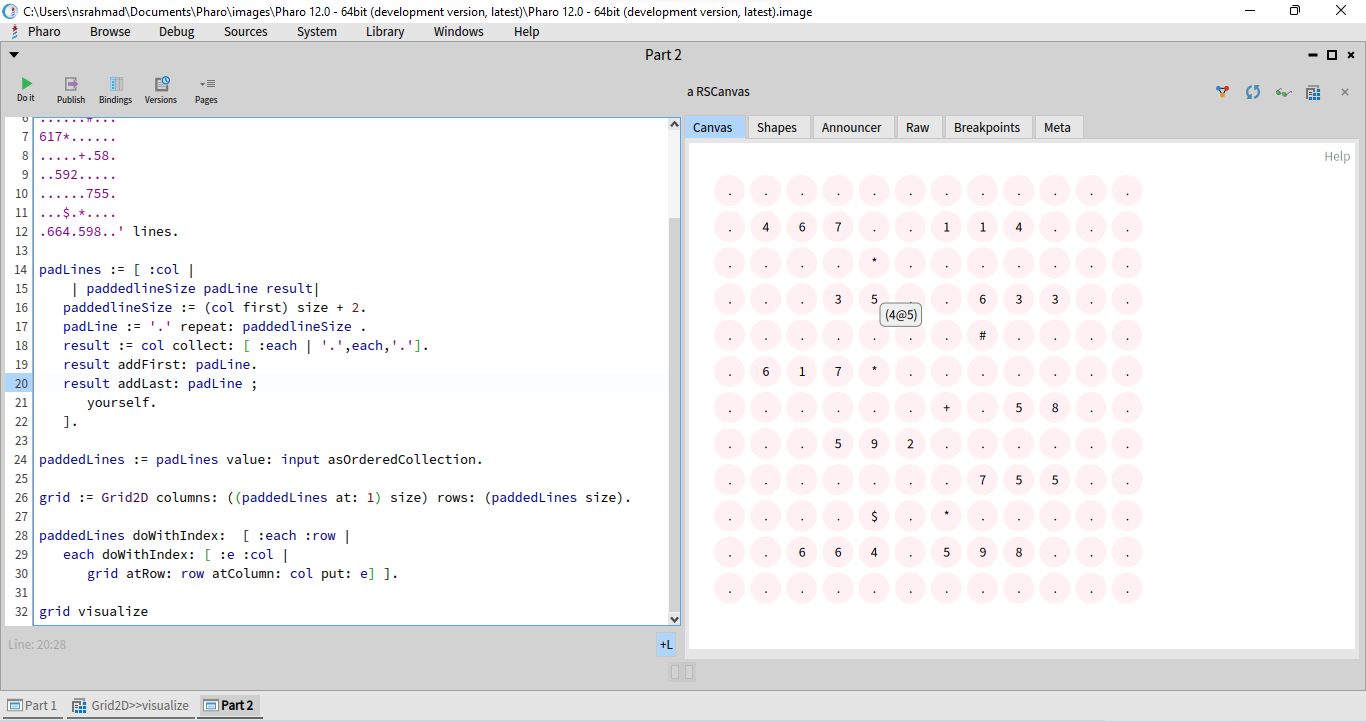 C:\Users\nsrahmad\Documents\Pharo\images\Pharo 12.0 - 64bit (development version, latest)\Pharo 12.0 - 64bit (development version, latest).image
Pharo Browse Debug Sources System Library Windows Help
Part 2
Do it Publish Bindings Versions Pages
a RSCanvas
Canvas Shapes Announcer Raw Breakpoints Meta
6 ......#...
7 617*......
8 .....+.58.
9 ..592.....
10 ......755.
11 ...$.*....
12 .664.598..' lines.
13
14 padLines := [ :col |
15 | paddedlineSize padLine result|
16 paddedlineSize := (col first) size + 2.
17 padLine := '.' repeat: paddedlineSize .
18 result := col collect: [ :each | '.',each,'.'].
19 result addFirst: padLine.
20 result addLast: padLine ;
21 yourself.
22 ].
23
24 paddedLines := padLines value: input asOrderedCollection.
25
26 grid := Grid2D columns: ((paddedLines at: 1) size) rows: (paddedLines size).
27
28 paddedLines doWithIndex: [ :each :row |
29 each doWithIndex: [ :e :col |
30 grid atRow: row atColumn: col put: e] ].
31
32 grid visualize
Line: 20:28
+L
Help
. . . . . . . . . . . .
. 4 6 7 . . 1 1 4 . . .
. . . . * . . . . . . .
. . . 3 5 . . 6 3 3 . .
(4@5)
. . . . . . . # . . . .
. 6 1 7 * . . . . . . .
. . . . . . + . 5 8 . .
. . . 5 9 2 . . . . . .
. . . . . . . 7 5 5 . .
. . . . $ . * . . . . .
. . 6 6 4 . 5 9 8 . . .
. . . . . . . . . . . .
Part 1 Grid2D>>visualize Part 2